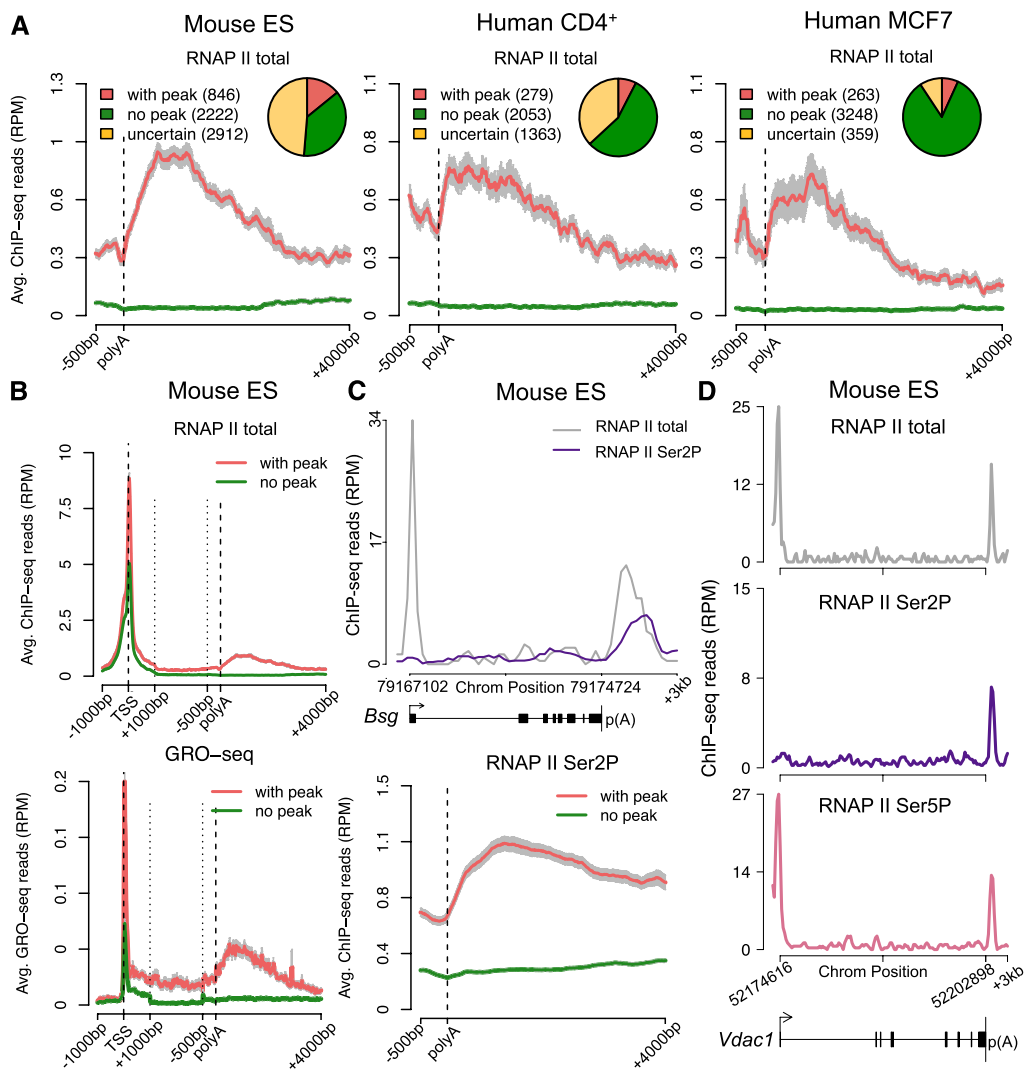 A
Mouse ES
RNAP II total
Avg. ChIP−seq reads (RPM)
1.3
1
0.6
0.3
0
with peak (846)
no peak (2222)
uncertain (2912)
-500bp
polyA
+4000bp
Human CD4+
RNAP II total
1.1
0.8
0.6
0.3
0
with peak (279)
no peak (2053)
uncertain (1363)
-500bp
polyA
+4000bp
Human MCF7
RNAP II total
1.1
0.8
0.6
0.3
0
with peak (263)
no peak (3248)
uncertain (359)
-500bp
polyA
+4000bp
B
Mouse ES
RNAP II total
Avg. ChIP−seq reads (RPM)
10
7.5
5
2.5
0
with peak
no peak
-1000bp
TSS
+1000bp
-500bp
polyA
+4000bp
GRO−seq
Avg. GRO−seq reads (RPM)
0.2
0.1
0.1
0
0
with peak
no peak
-1000bp
TSS
+1000bp
-500bp
polyA
+4000bp
C
Mouse ES
ChIP-seq reads (RPM)
34
17
0
RNAP II total
RNAP II Ser2P
79167102 Chrom Position 79174724
+3kb
Bsg
p(A)
RNAP II Ser2P
Avg. ChIP−seq reads (RPM)
1.5
1.1
0.8
0.4
0
with peak
no peak
-500bp
polyA
+4000bp
D
Mouse ES
RNAP II total
25
12
0
RNAP II Ser2P
ChIP−seq reads (RPM)
15
8
0
RNAP II Ser5P
27
14
0
52174616
Chrom Position
52202898
+3kb
Vdac1
p(A)